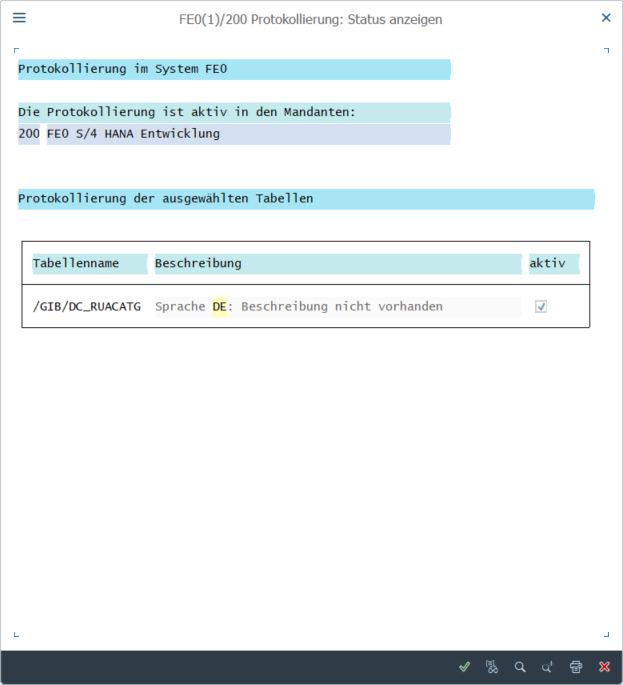 FE0(1)/200 Protokollierung: Status anzeigen
Protokollierung im System FE0
Die Protokollierung ist aktiv in den Mandanten:
200 FE0 S/4 HANA Entwicklung
Protokollierung der ausgewählten Tabellen
Tabellenname Beschreibung aktiv
/GIB/DC_RUACATG Sprache DE: Beschreibung nicht vorhanden